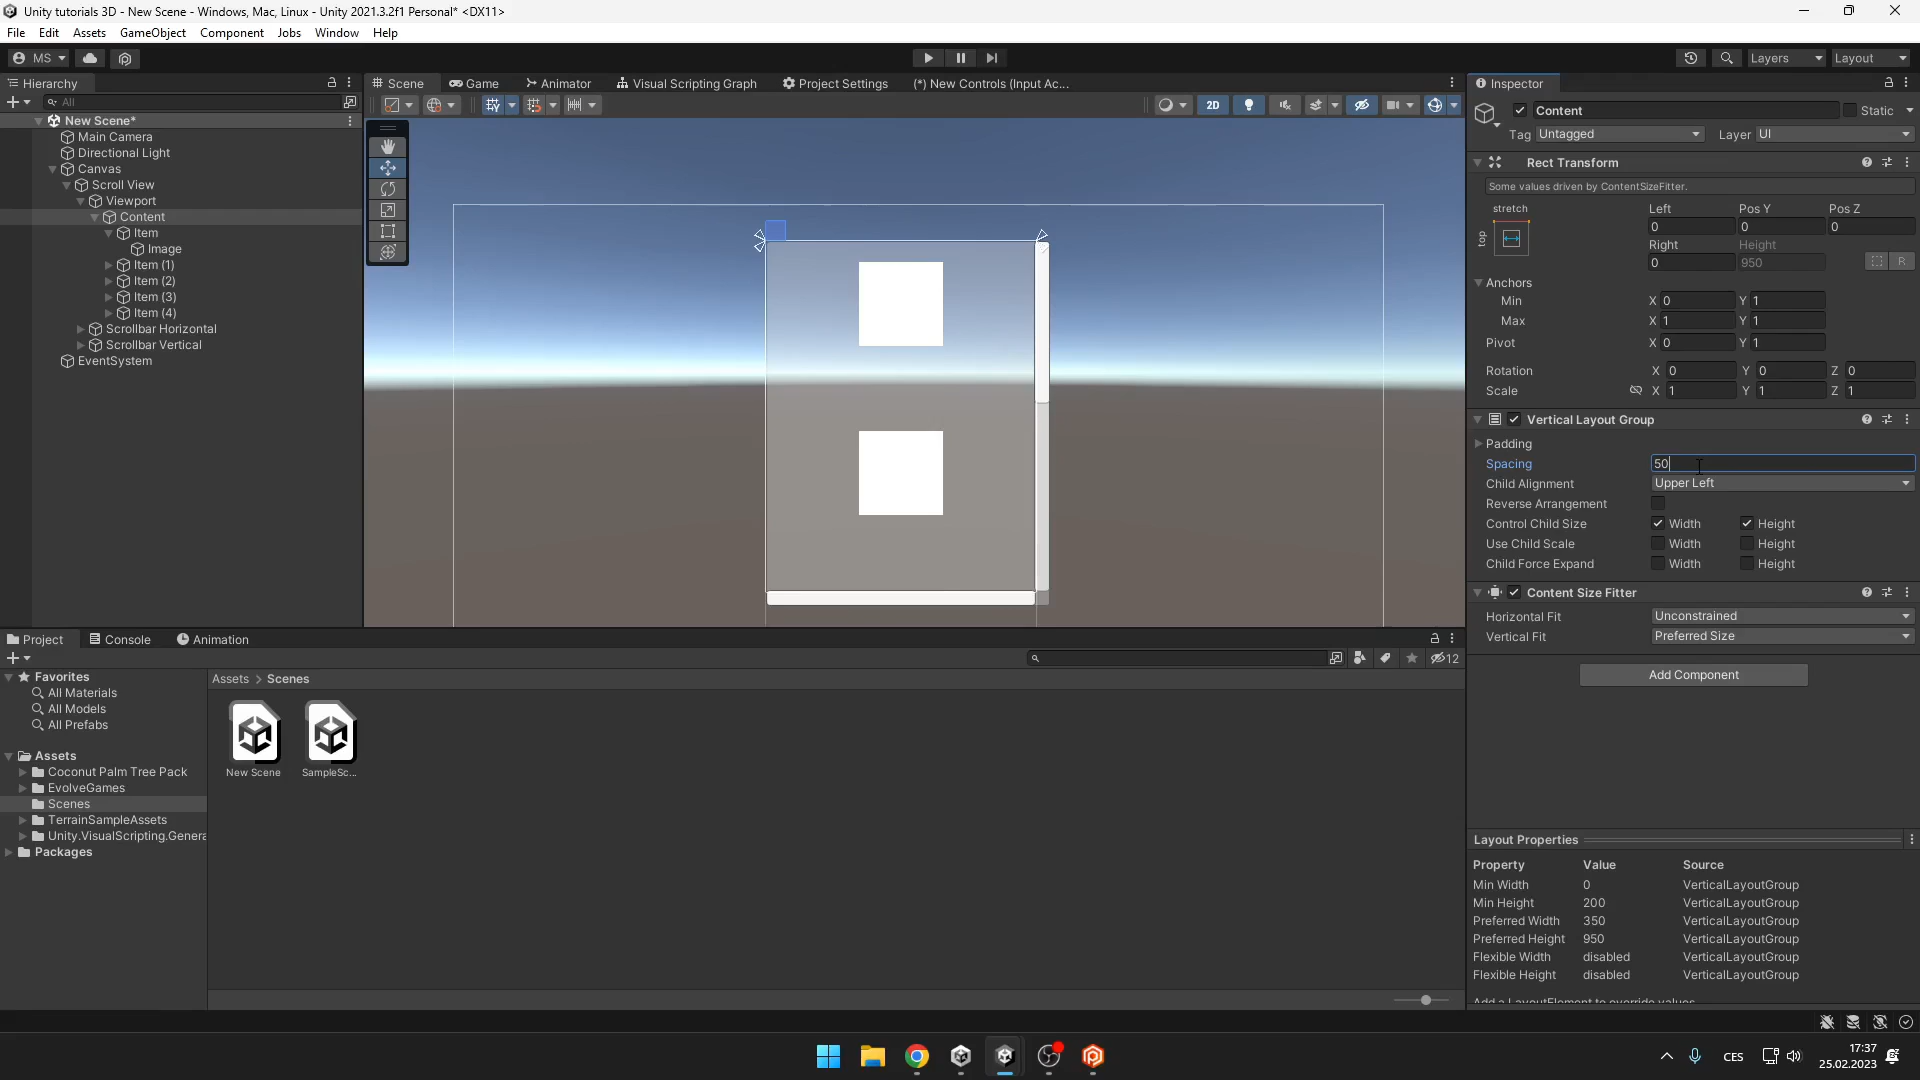 Unity tutorials 3D - New Scene - Windows, Mac, Linux - Unity 2021.3.2f1 Personal* <DX11>
File Edit Assets GameObject Component Jobs Window Help
MS Layers Layout
Hierarchy Scene Game Animator Visual Scripting Graph Project Settings (*) New Controls (Input Ac... Inspector
All 2D
Content Static
Tag Untagged Layer UI
New Scene*
Main Camera
Directional Light
Canvas
Scroll View
Viewport
Content
Item
Image
Item (1)
Item (2)
Item (3)
Item (4)
Scrollbar Horizontal
Scrollbar Vertical
EventSystem
Rect Transform
Some values driven by ContentSizeFitter.
stretch Left Pos Y Pos Z
top 0 0 0
Right Height
0 950 R
Anchors
Min X 0 Y 1
Max X 1 Y 1
Pivot X 0 Y 1
Rotation X 0 Y 0 Z 0
Scale X 1 Y 1 Z 1
Vertical Layout Group
Padding
Spacing 50
Child Alignment Upper Left
Reverse Arrangement
Control Child Size Width Height
Use Child Scale Width Height
Child Force Expand Width Height
Content Size Fitter
Horizontal Fit Unconstrained
Vertical Fit Preferred Size
Add Component
Project Console Animation
12
Favorites
All Materials
All Models
All Prefabs
Assets
Coconut Palm Tree Pack
EvolveGames
Scenes
TerrainSampleAssets
Unity.VisualScripting.Genera
Packages
Assets > Scenes
New Scene SampleSc...
Layout Properties
Property Value Source
Min Width 0 VerticalLayoutGroup
Min Height 200 VerticalLayoutGroup
Preferred Width 350 VerticalLayoutGroup
Preferred Height 950 VerticalLayoutGroup
Flexible Width disabled VerticalLayoutGroup
Flexible Height disabled VerticalLayoutGroup
Add a LayoutElement to override values.
CES 17:37
25.02.2023